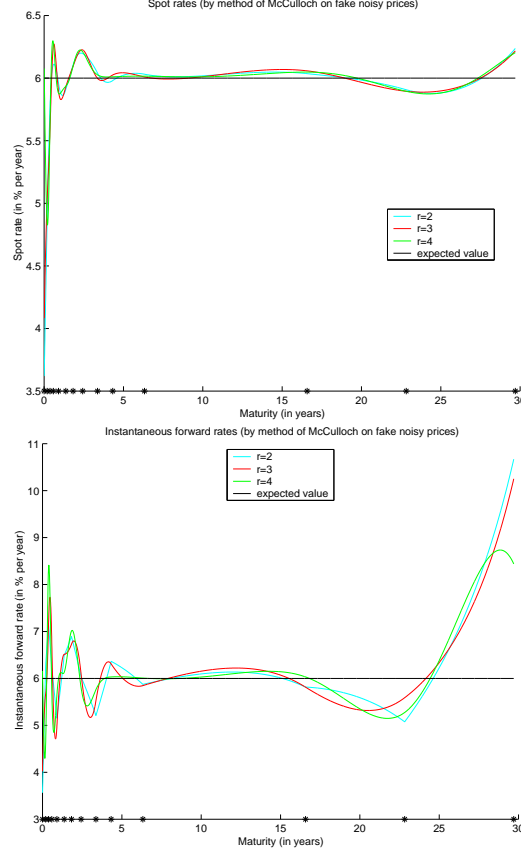 Spot rates (by method of McCulloch on fake noisy prices)
6.5
6
5.5
5
4.5
4
3.5
Spot rate (in % per year)
r=2
r=3
r=4
expected value
0
5
10
15
20
25
30
Maturity (in years)
Instantaneous forward rates (by method of McCulloch on fake noisy prices)
11
10
9
8
7
6
5
4
3
Instantaneous forward rate (in % per year)
r=2
r=3
r=4
expected value
0
5
10
15
20
25
30
Maturity (in years)